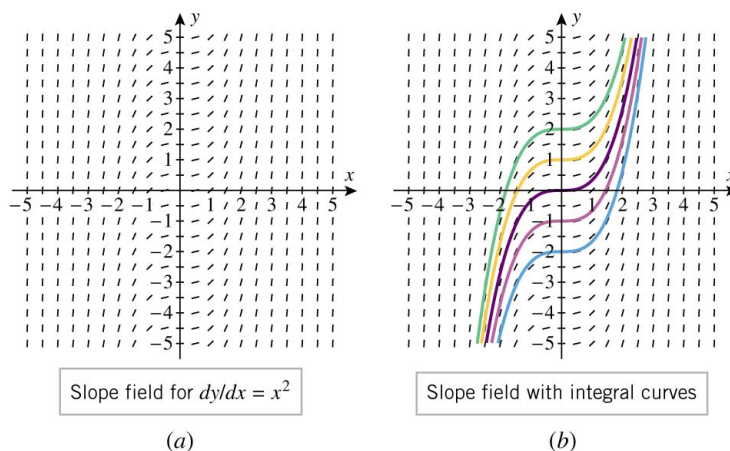 y
5
4
3
2
1
x
−5 −4 −3 −2 −1 1 2 3 4 5
−1
−2
−3
−4
−5
Slope field for dy/dx = x²
(a)
y
5
4
3
2
1
x
−5 −4 −3 −2 −1 1 2 3 4 5
−1
−2
−3
−4
−5
Slope field with integral curves
(b)